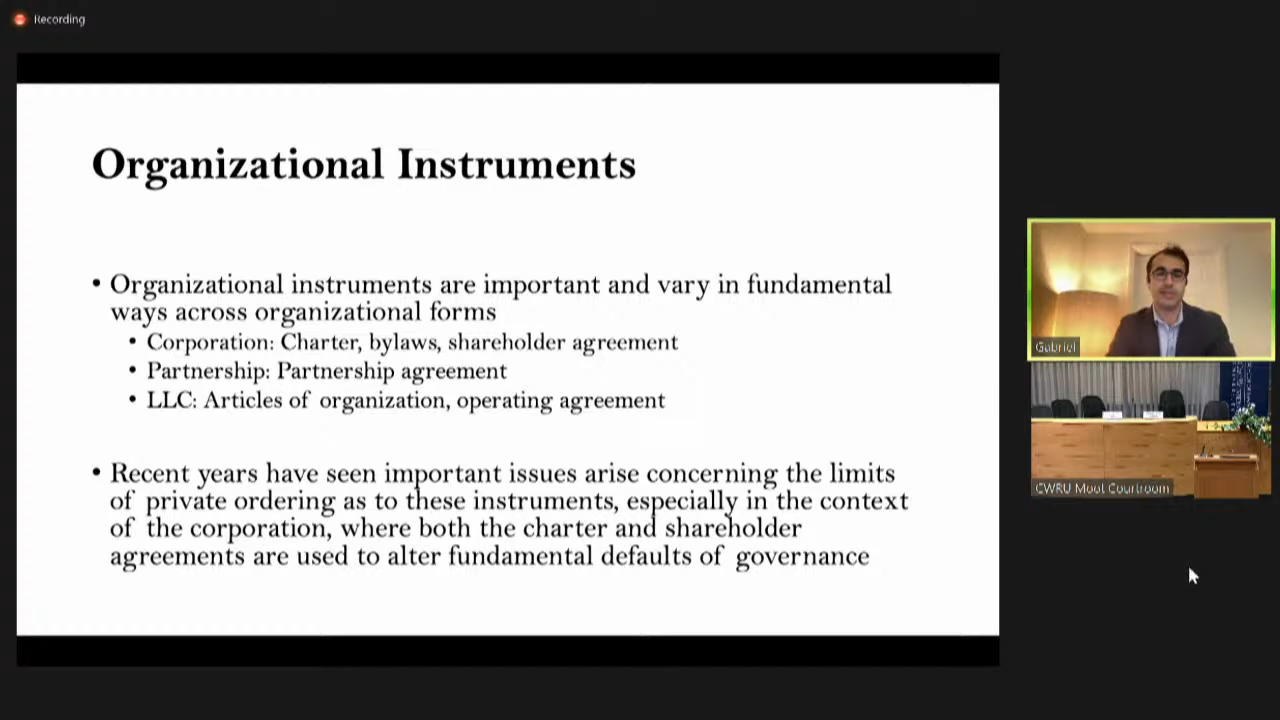 Recording
Organizational Instruments
• Organizational instruments are important and vary in fundamental
ways across organizational forms
• Corporation: Charter, bylaws, shareholder agreement
• Partnership: Partnership agreement
• LLC: Articles of organization, operating agreement
• Recent years have seen important issues arise concerning the limits
of private ordering as to these instruments, especially in the context
of the corporation, where both the charter and shareholder
agreements are used to alter fundamental defaults of governance
Gabriel
CWRU Moot Courtroom